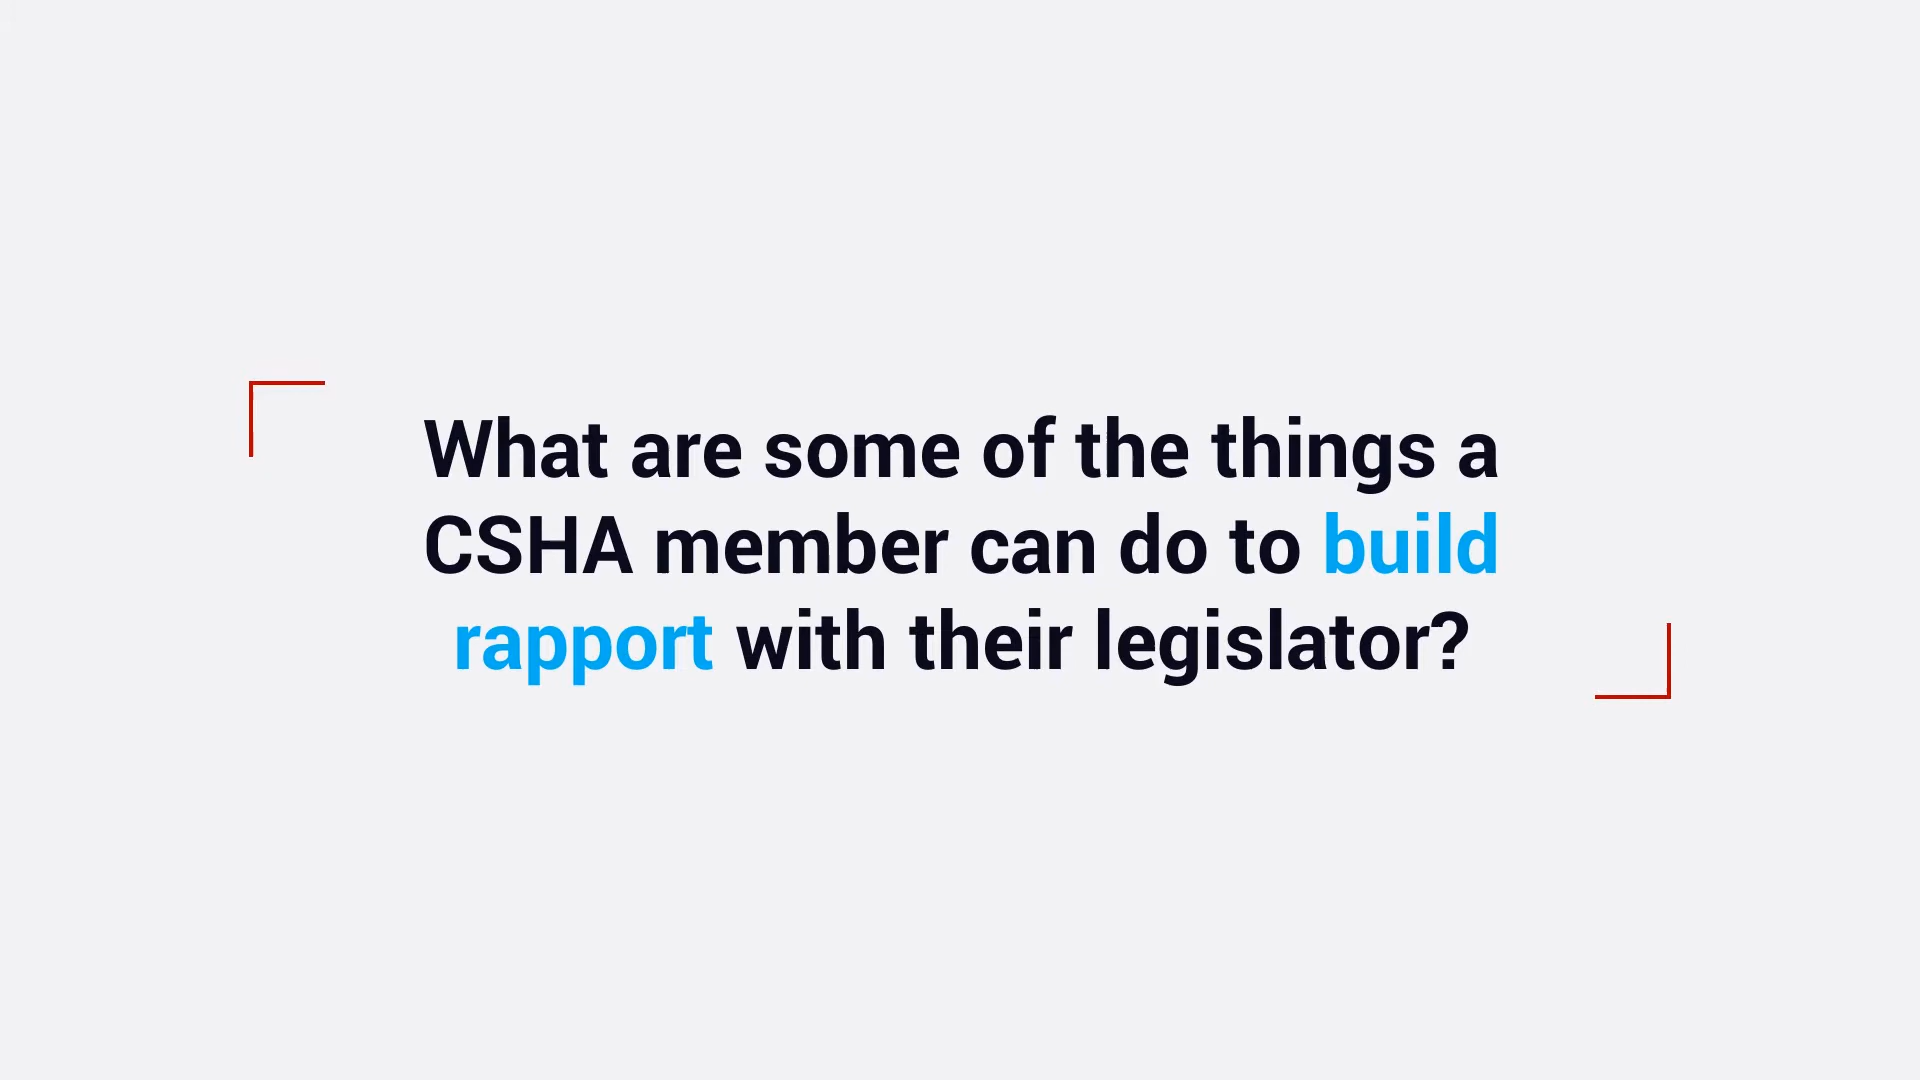 What are some of the things a
CSHA member can do to build
rapport with their legislator?